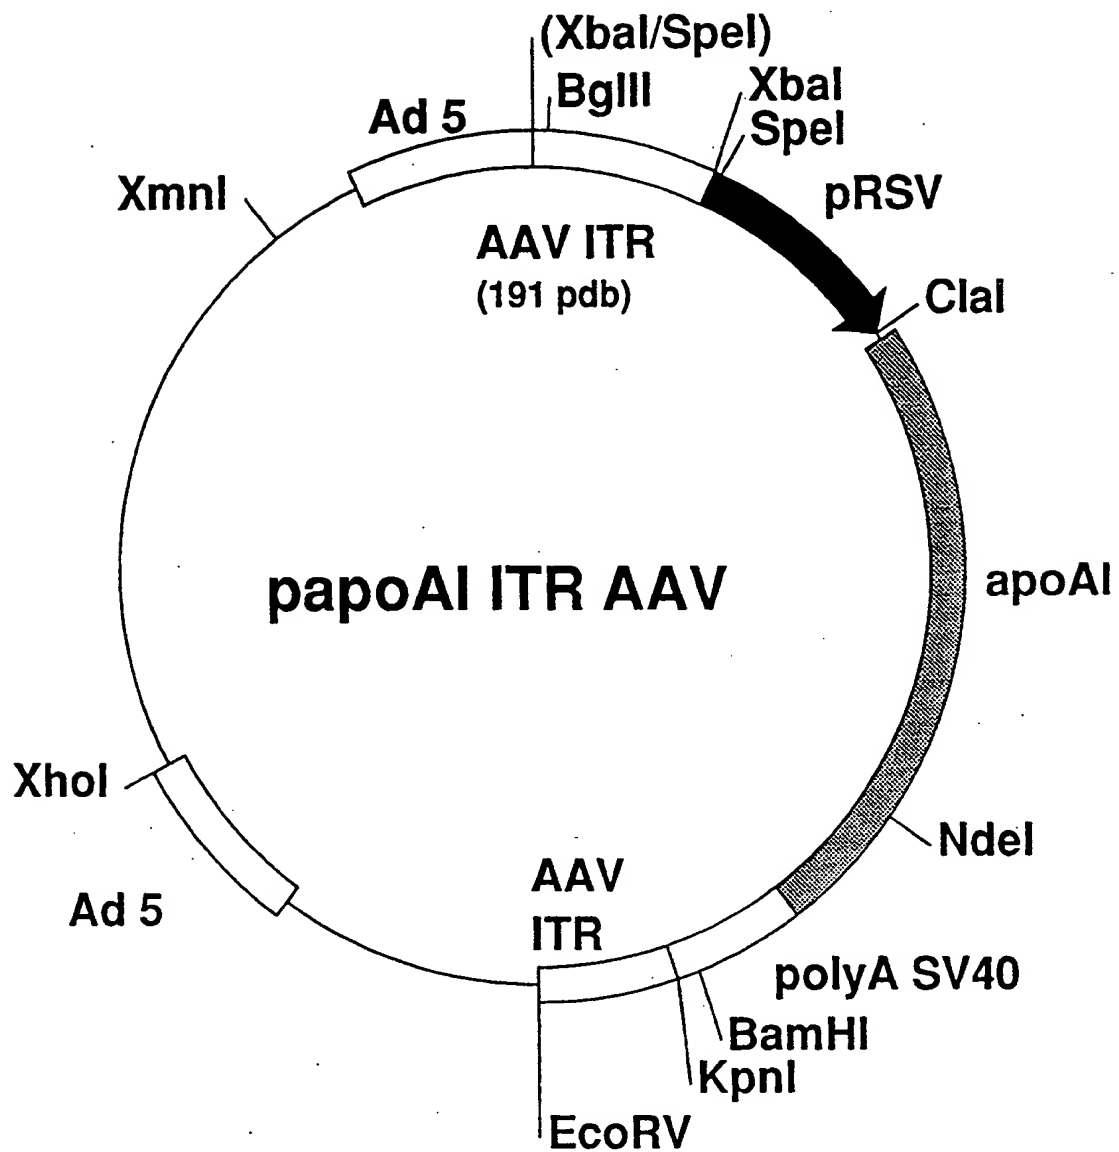 (XbaI/SpeI)
BglII
XbaI
Ad 5
SpeI
XmnI
pRSV
AAV ITR
(191 pdb)
ClaI
papoAI ITR AAV
apoAI
XhoI
NdeI
AAV
ITR
Ad 5
polyA SV40
BamHI
KpnI
EcoRV